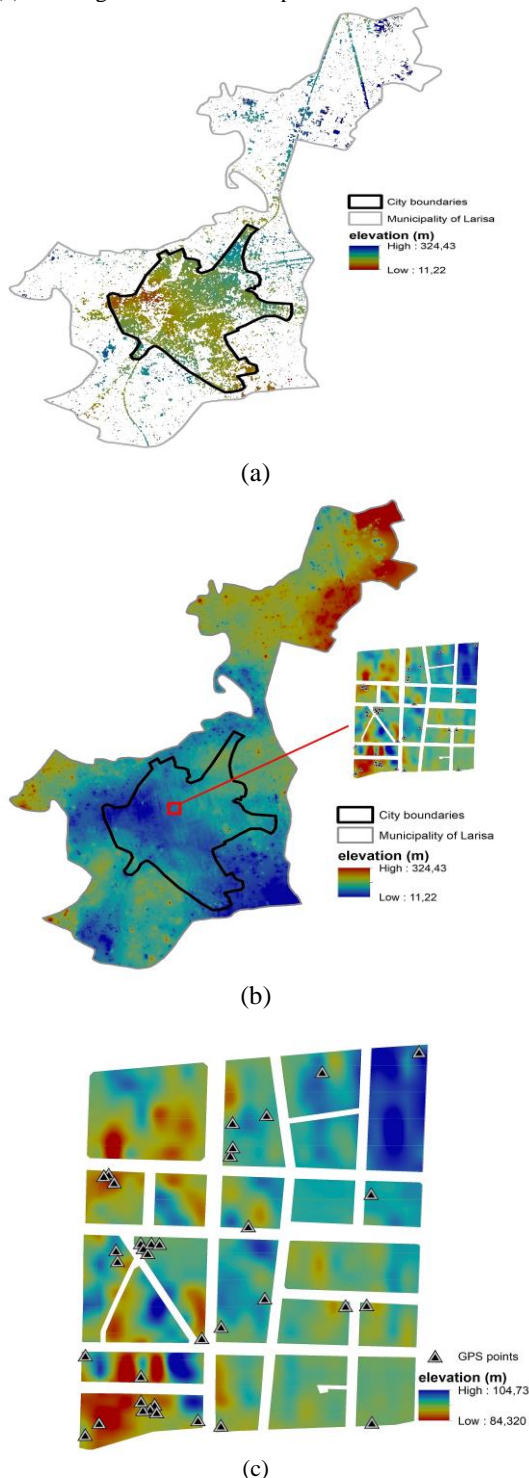 City boundaries
Municipality of Larisa
elevation (m)
High : 324,43
Low : 11,22
(a)
City boundaries
Municipality of Larisa
elevation (m)
High : 324,43
Low : 11,22
(b)
GPS points
elevation (m)
High : 104,73
Low : 84,320
(c)